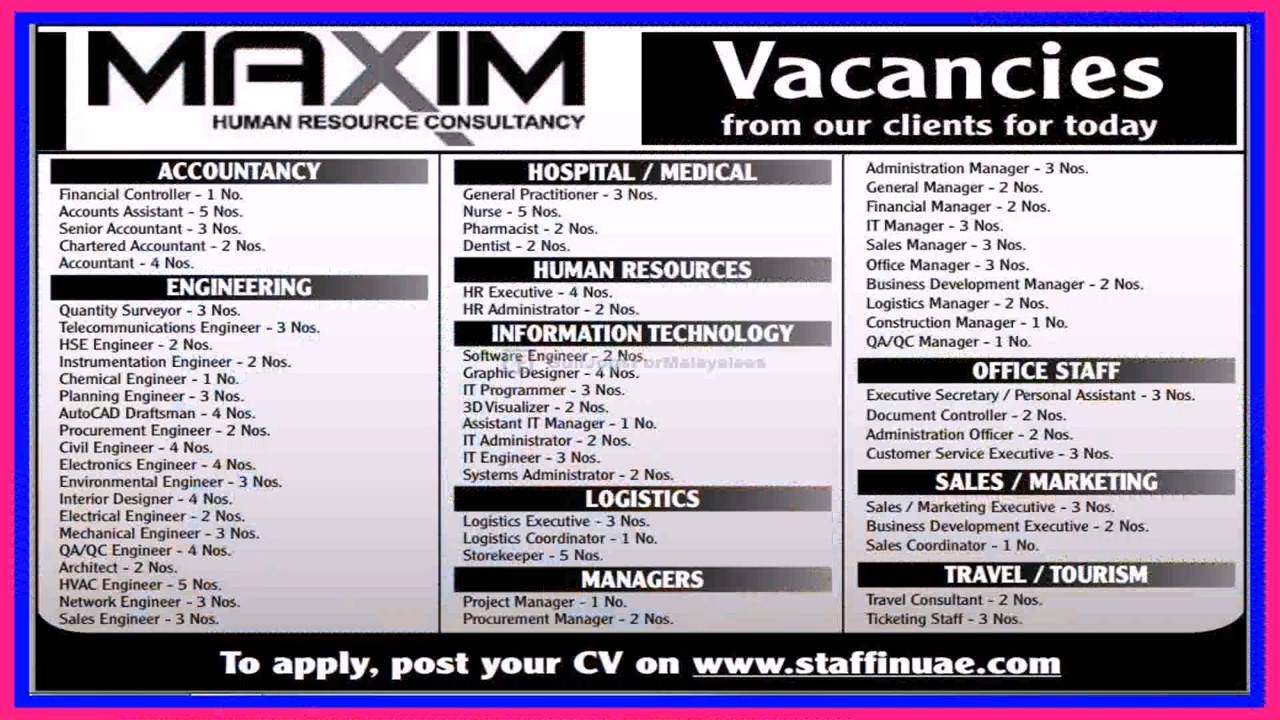 MAXIM
HUMAN RESOURCE CONSULTANCY
Vacancies
from our clients for today
ACCOUNTANCY
Financial Controller - 1 No.
Accounts Assistant - 5 Nos.
Senior Accountant - 3 Nos.
Chartered Accountant - 2 Nos.
Accountant - 4 Nos.
ENGINEERING
Quantity Surveyor - 3 Nos.
Telecommunications Engineer - 3 Nos.
HSE Engineer - 2 Nos.
Instrumentation Engineer - 2 Nos.
Chemical Engineer - 1 No.
Planning Engineer - 3 Nos.
AutoCAD Draftsman - 4 Nos.
Procurement Engineer - 2 Nos.
Civil Engineer - 4 Nos.
Electronics Engineer - 4 Nos.
Environmental Engineer - 3 Nos.
Interior Designer - 4 Nos.
Electrical Engineer - 2 Nos.
Mechanical Engineer - 3 Nos.
QA/QC Engineer - 4 Nos.
Architect - 2 Nos.
HVAC Engineer - 5 Nos.
Network Engineer - 3 Nos.
Sales Engineer - 3 Nos.
HOSPITAL / MEDICAL
General Practitioner - 3 Nos.
Nurse - 5 Nos.
Pharmacist - 2 Nos.
Dentist - 2 Nos.
HUMAN RESOURCES
HR Executive - 4 Nos.
HR Administrator - 2 Nos.
INFORMATION TECHNOLOGY
Software Engineer - 2 Nos.
Graphic Designer - 4 Nos.
IT Programmer - 3 Nos.
3D Visualizer - 2 Nos.
Assistant IT Manager - 1 No.
IT Administrator - 2 Nos.
IT Engineer - 3 Nos.
Systems Administrator - 2 Nos.
LOGISTICS
Logistics Executive - 3 Nos.
Logistics Coordinator - 1 No.
Storekeeper - 5 Nos.
MANAGERS
Project Manager - 1 No.
Procurement Manager - 2 Nos.
Administration Manager - 3 Nos.
General Manager - 2 Nos.
Financial Manager - 2 Nos.
IT Manager - 3 Nos.
Sales Manager - 3 Nos.
Office Manager - 3 Nos.
Business Development Manager - 2 Nos.
Logistics Manager - 2 Nos.
Construction Manager - 1 No.
QA/QC Manager - 1 No.
OFFICE STAFF
Executive Secretary / Personal Assistant - 3 Nos.
Document Controller - 2 Nos.
Administration Officer - 2 Nos.
Customer Service Executive - 3 Nos.
SALES / MARKETING
Sales / Marketing Executive - 3 Nos.
Business Development Executive - 2 Nos.
Sales Coordinator - 1 No.
TRAVEL / TOURISM
Travel Consultant - 2 Nos.
Ticketing Staff - 3 Nos.
To apply, post your CV on www.staffinuae.com